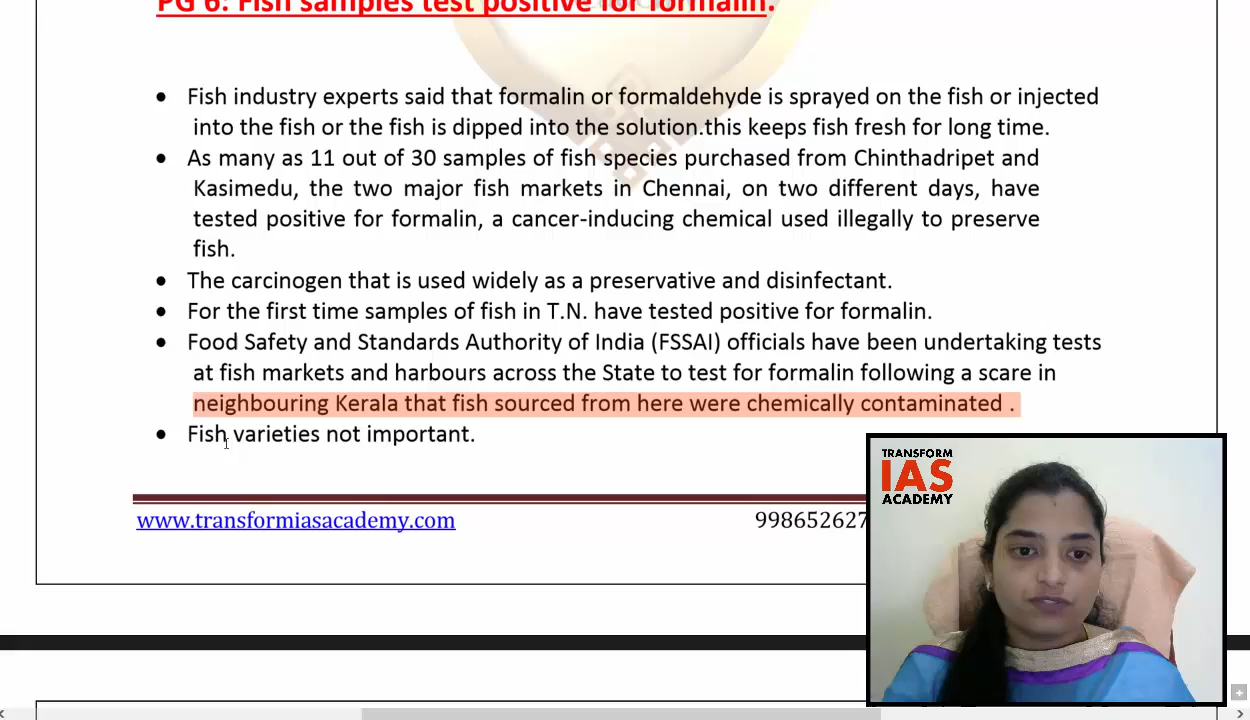 PG 6: Fish samples test positive for formalin.
Fish industry experts said that formalin or formaldehyde is sprayed on the fish or injected
into the fish or the fish is dipped into the solution.this keeps fish fresh for long time.
As many as 11 out of 30 samples of fish species purchased from Chinthadripet and
Kasimedu, the two major fish markets in Chennai, on two different days, have
tested positive for formalin, a cancer-inducing chemical used illegally to preserve
fish.
The carcinogen that is used widely as a preservative and disinfectant.
For the first time samples of fish in T.N. have tested positive for formalin.
Food Safety and Standards Authority of India (FSSAI) officials have been undertaking tests
at fish markets and harbours across the State to test for formalin following a scare in
neighbouring Kerala that fish sourced from here were chemically contaminated .
Fish varieties not important.
www.transformiasacademy.com
998652627
TRANSFORM
IAS
ACADEMY